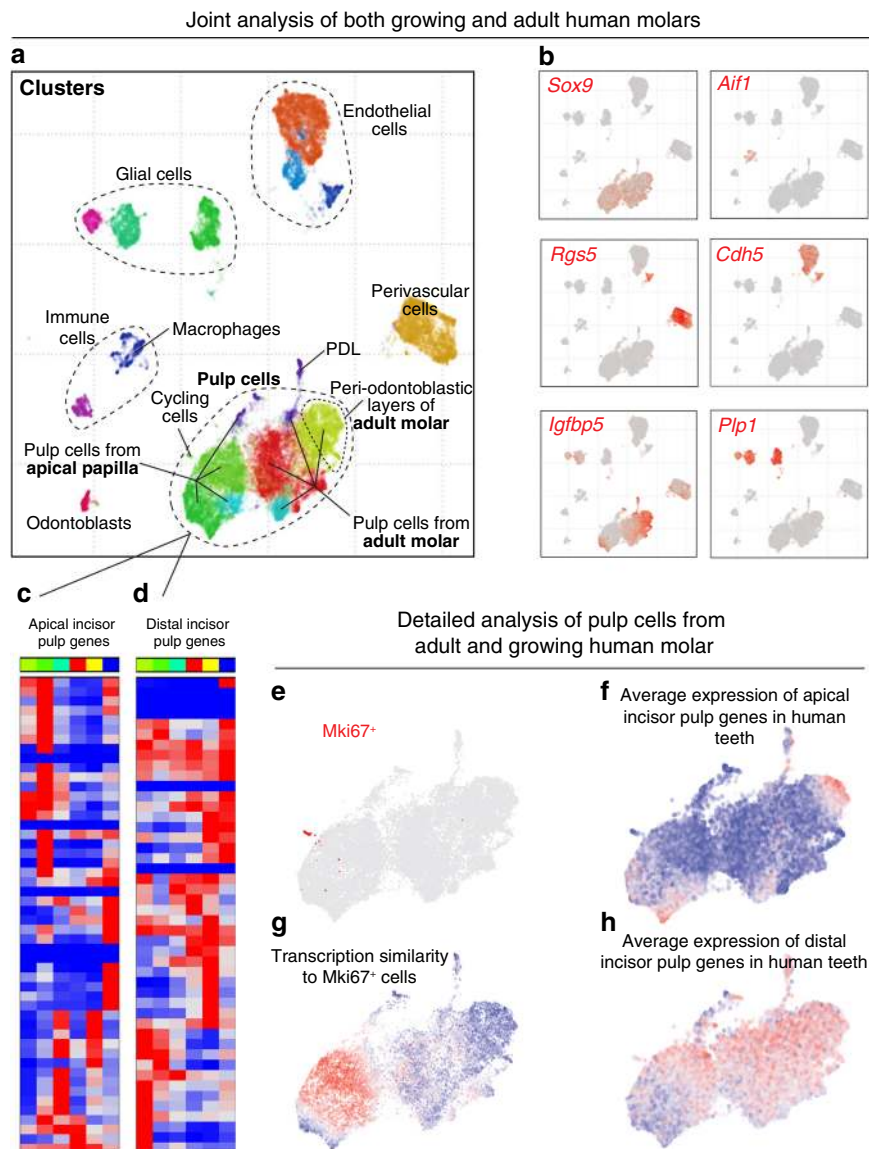 Joint analysis of both growing and adult human molars
a
Clusters
Endothelial
cells
Glial cells
Perivascular
cells
Immune
cells
Macrophages
PDL
Pulp cells
Cycling
cells
Peri-odontoblastic
layers of
adult molar
Pulp cells from
apical papilla
Odontoblasts
Pulp cells from
adult molar
b
Sox9
Aif1
Rgs5
Cdh5
Igfbp5
Plp1
c
Apical incisor
pulp genes
d
Distal incisor
pulp genes
Detailed analysis of pulp cells from
adult and growing human molar
e
Mki67+
f
Average expression of apical
incisor pulp genes in human
teeth
g
Transcription similarity
to Mki67+ cells
h
Average expression of distal
incisor pulp genes in human teeth